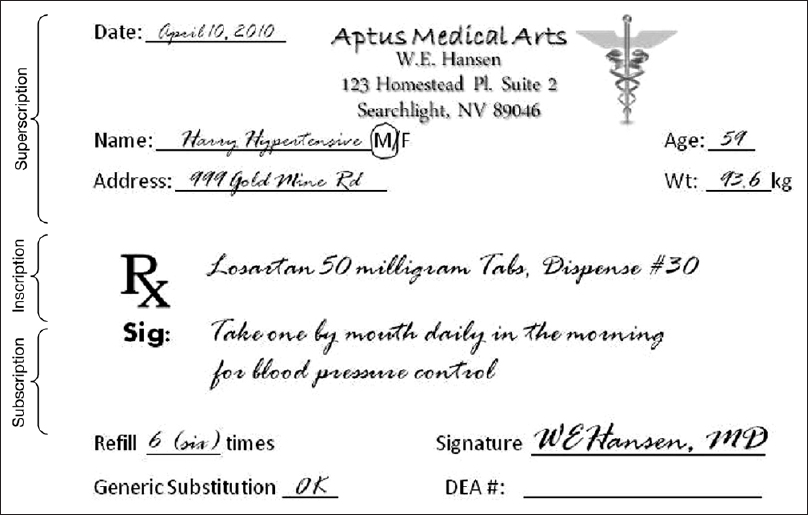 Date: April 10, 2010
Aptus Medical Arts
W.E. Hansen
123 Homestead Pl. Suite 2
Searchlight, NV 89046
Superscription
Name: Harry Hypertensive M/F Age: 59
Address: 999 Gold Mine Rd Wt: 93.6 kg
Inscription
Rx Losartan 50 milligram Tabs, Dispense #30
Subscription
Sig: Take one by mouth daily in the morning
for blood pressure control
Refill 6 (six) times Signature WEHansen, MD
Generic Substitution OK DEA #: